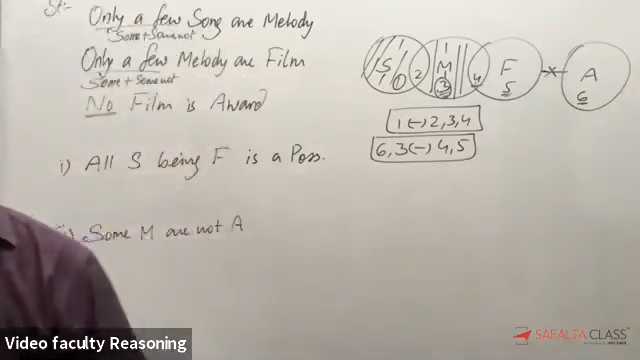 St:- Only a few Song are Melody
Some + Some not
Only a few Melody are Film
Some + Some not
No Film is Award
S 1 2 M 3 4 F 5 × A 6
1 (-) 2, 3, 4
6, 3 (-) 4, 5
i) All S being F is a Poss.
Some M are not A
Video faculty Reasoning
SAFALTA CLASS